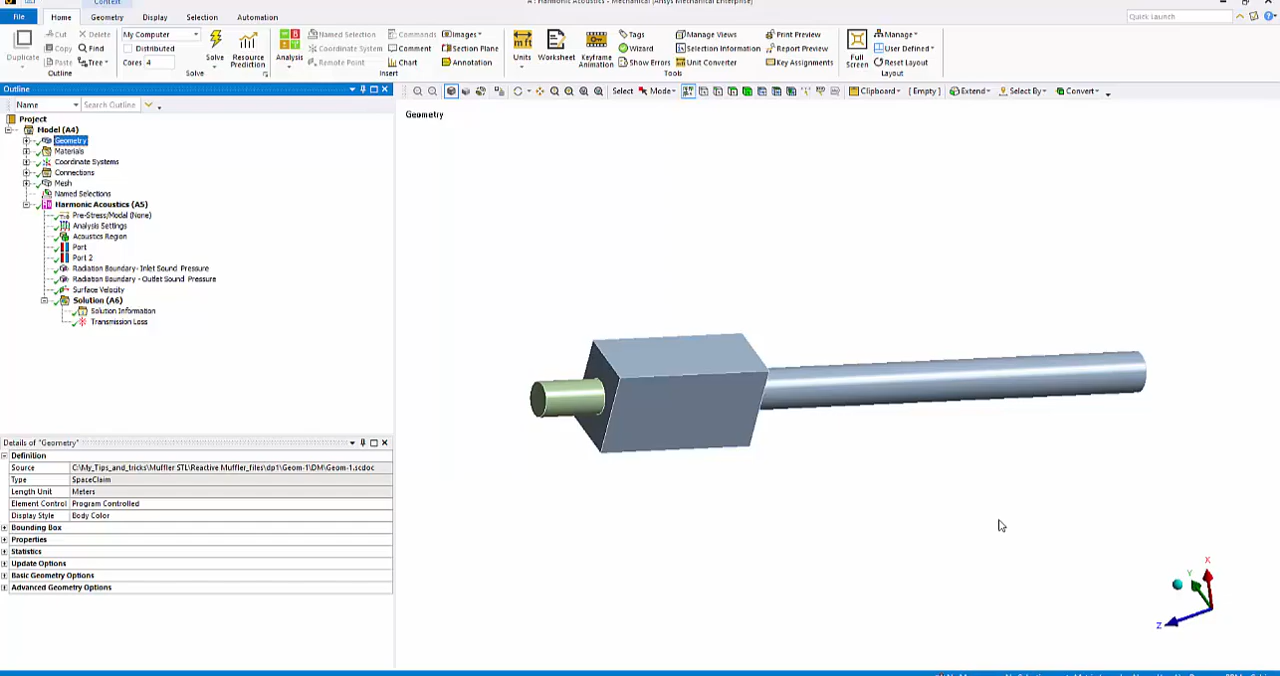 A : Harmonic Acoustics - Mechanical [Ansys Mechanical Enterprise]
Context
File Home Geometry Display Selection Automation Quick Launch
Duplicate Cut Delete My Computer Named Selection Commands Images Tags Manage Views Print Preview Manage
Copy Find Distributed Coordinate System Comment Section Plane Wizard Selection Information Report Preview User Defined
Paste Tree Cores 4 Solve Resource Prediction Analysis Remote Point Chart Annotation Units Worksheet Keyframe Animation Show Errors Unit Converter Key Assignments Full Screen Reset Layout
Outline Solve Insert Tools Layout
Outline
Name Search Outline
Select Mode Clipboard [ Empty ] Extend Select By Convert
Project
Model (A4)
Geometry
Materials
Coordinate Systems
Connections
Mesh
Named Selections
Harmonic Acoustics (A5)
Pre-Stress/Modal (None)
Analysis Settings
Acoustics Region
Port
Port 2
Radiation Boundary- Inlet Sound Pressure
Radiation Boundary - Outlet Sound Pressure
Surface Velocity
Solution (A6)
Solution Information
Transmission Loss
Geometry
Details of "Geometry"
Definition
Source C:\My_Tips_and_tricks\Muffler STL\Reactive Muffler_files\dp1\Geom-1\DM\Geom-1.scdoc
Type SpaceClaim
Length Unit Meters
Element Control Program Controlled
Display Style Body Color
Bounding Box
Properties
Statistics
Update Options
Basic Geometry Options
Advanced Geometry Options
X
Y
Z